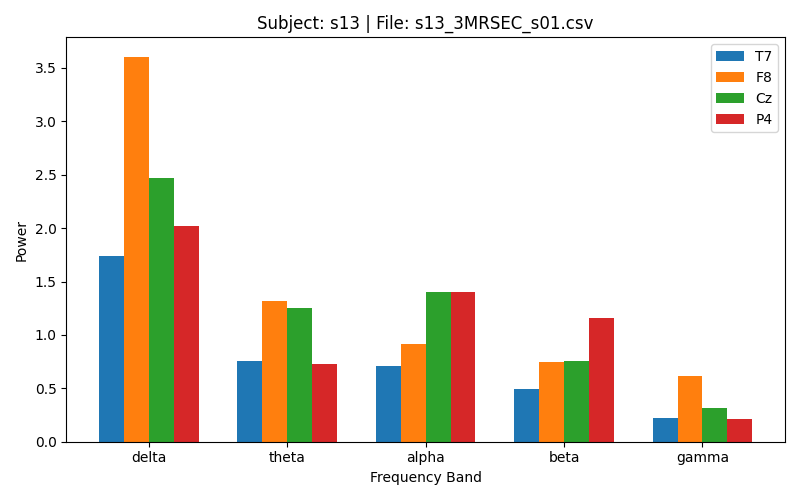 Subject: s13 | File: s13_3MRSEC_s01.csv
T7
F8
Cz
P4
Power
3.5
3.0
2.5
2.0
1.5
1.0
0.5
0.0
delta theta alpha beta gamma
Frequency Band